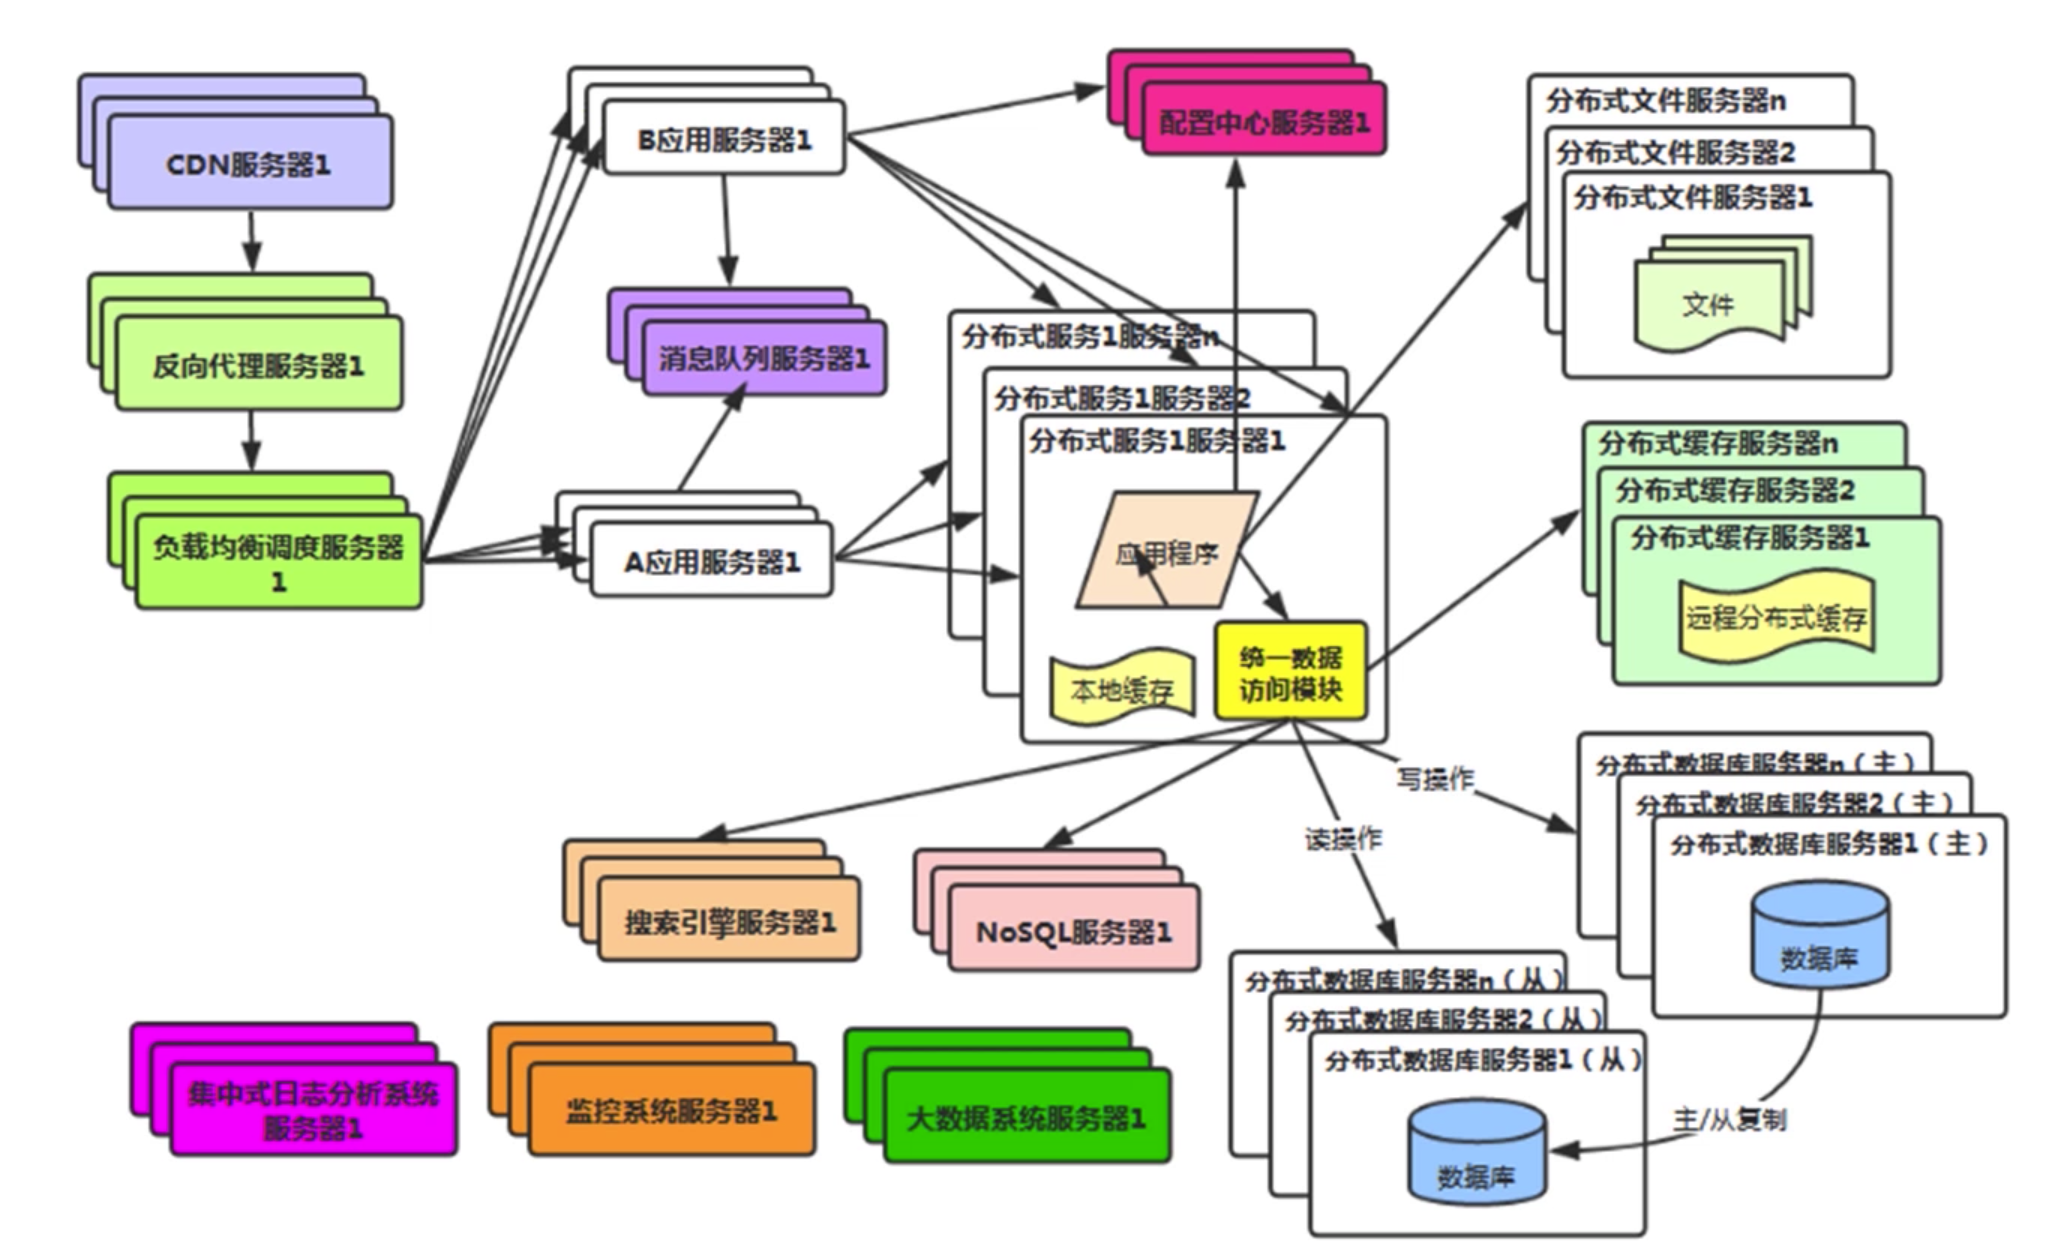 CDN服务器1
反向代理服务器1
负载均衡调度服务器
1
B应用服务器1
消息队列服务器1
A应用服务器1
配置中心服务器1
分布式服务1服务器n
分布式服务1服务器2
分布式服务1服务器1
应用程序
本地缓存
统一数据
访问模块
分布式文件服务器n
分布式文件服务器2
分布式文件服务器1
文件
分布式缓存服务器n
分布式缓存服务器2
分布式缓存服务器1
远程分布式缓存
写操作
读操作
分布式数据库服务器n（主）
分布式数据库服务器2（主）
分布式数据库服务器1（主）
数据库
搜索引擎服务器1
NoSQL服务器1
分布式数据库服务器n（从）
分布式数据库服务器2（从）
分布式数据库服务器1（从）
数据库
主/从复制
集中式日志分析系统
服务器1
监控系统服务器1
大数据系统服务器1